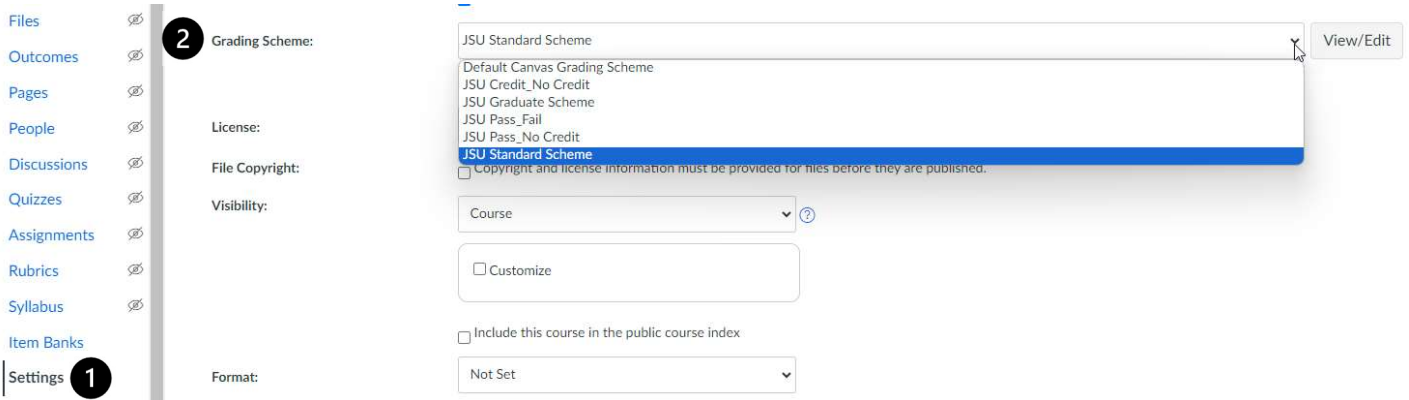 Files
Outcomes
Pages
People
Discussions
Quizzes
Assignments
Rubrics
Syllabus
Item Banks
Settings 1
2 Grading Scheme: JSU Standard Scheme View/Edit
Default Canvas Grading Scheme
JSU Credit_No Credit
JSU Graduate Scheme
JSU Pass_Fail
JSU Pass_No Credit
JSU Standard Scheme
License:
File Copyright: Copyright and license information must be provided for files before they are published.
Visibility: Course ?
Customize
Include this course in the public course index
Format: Not Set